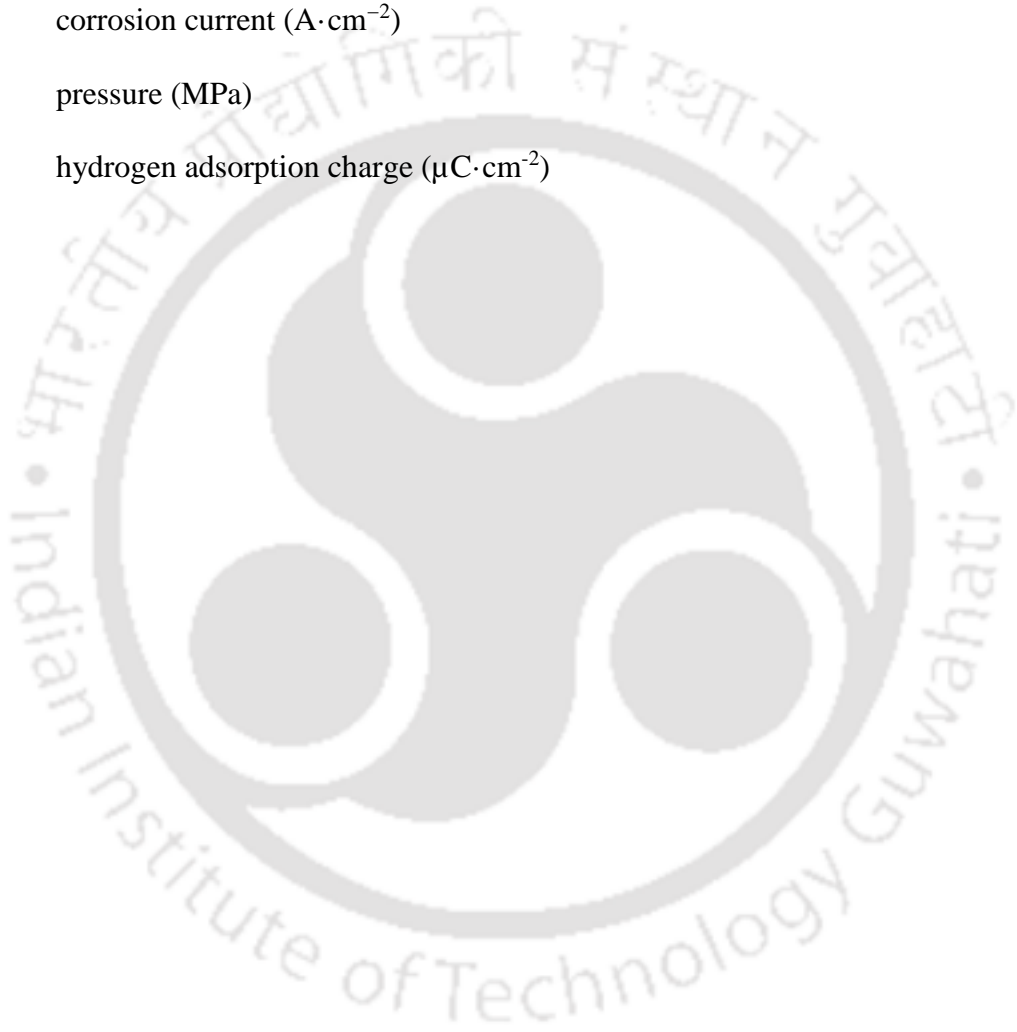 corrosion current (A·cm⁻²)
pressure (MPa)
hydrogen adsorption charge (µC·cm⁻²)
भारतीय प्रौद्योगिकी संस्थान गुवाहाटी
Indian Institute of Technology Guwahati